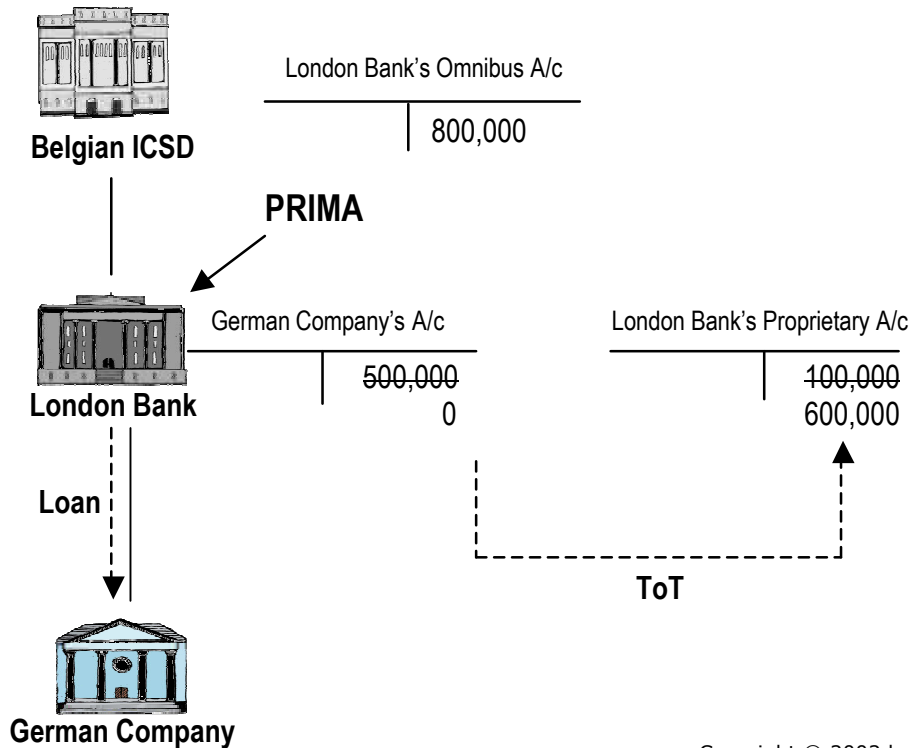 London Bank's Omnibus A/c
800,000
Belgian ICSD
PRIMA
German Company's A/c
London Bank's Proprietary A/c
500,000
100,000
0
600,000
London Bank
Loan
ToT
German Company